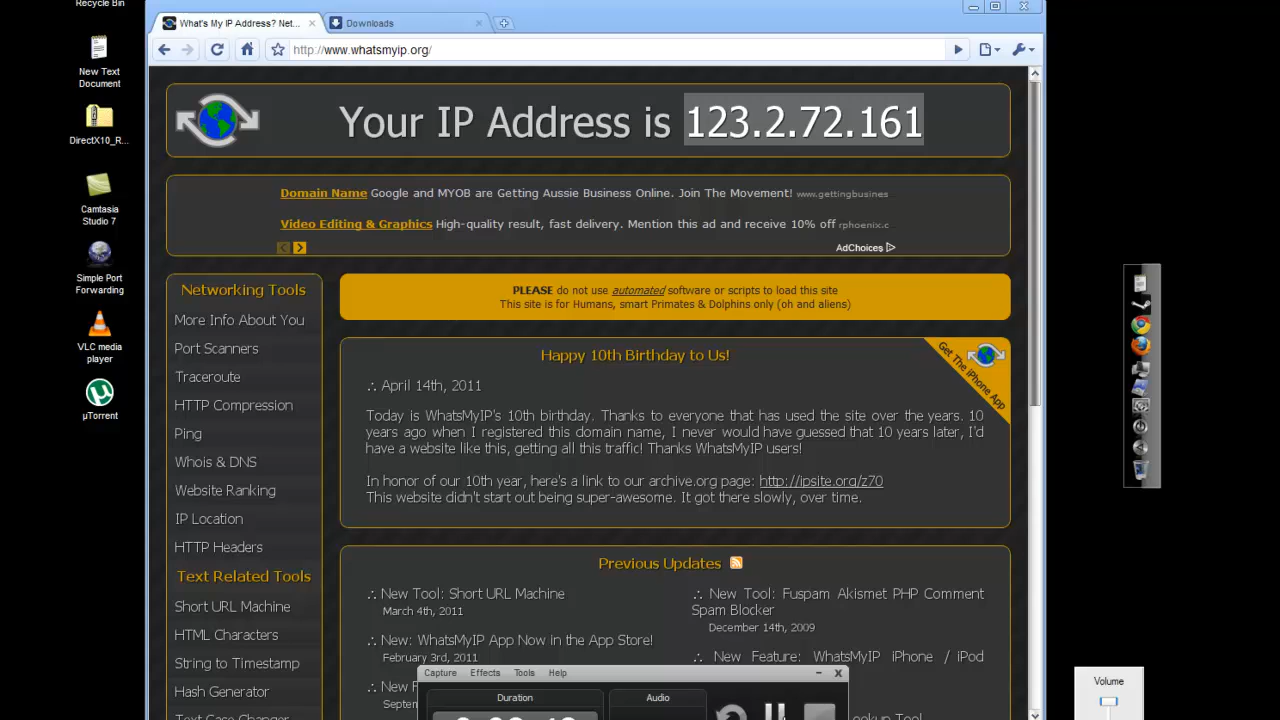 Recycle Bin
New Text
Document
DirectX10_R...
Camtasia
Studio 7
Simple Port
Forwarding
VLC media
player
µTorrent
What's My IP Address? Net...
Downloads
http://www.whatsmyip.org/
Your IP Address is 123.2.72.161
Domain Name Google and MYOB are Getting Aussie Business Online. Join The Movement! www.gettingbusines
Video Editing & Graphics High-quality result, fast delivery. Mention this ad and receive 10% off rphoenix.c
AdChoices
Networking Tools
More Info About You
Port Scanners
Traceroute
HTTP Compression
Ping
Whois & DNS
Website Ranking
IP Location
HTTP Headers
Text Related Tools
Short URL Machine
HTML Characters
String to Timestamp
Hash Generator
Text Case Changer
PLEASE do not use automated software or scripts to load this site
This site is for Humans, smart Primates & Dolphins only (oh and aliens)
Get The iPhone App
Happy 10th Birthday to Us!
∴ April 14th, 2011
Today is WhatsMyIP's 10th birthday. Thanks to everyone that has used the site over the years. 10
years ago when I registered this domain name, I never would have guessed that 10 years later, I'd
have a website like this, getting all this traffic! Thanks WhatsMyIP users!
In honor of our 10th year, here's a link to our archive.org page: http://ipsite.org/z70
This website didn't start out being super-awesome. It got there slowly, over time.
Previous Updates
∴ New Tool: Short URL Machine
March 4th, 2011
∴ New: WhatsMyIP App Now in the App Store!
February 3rd, 2011
∴ New
∴ New Tool: Fuspam Akismet PHP Comment
Spam Blocker
December 14th, 2009
∴ New Feature: WhatsMyIP iPhone / iPod
Tool
Capture Effects Tools Help
Duration
Audio
Volume